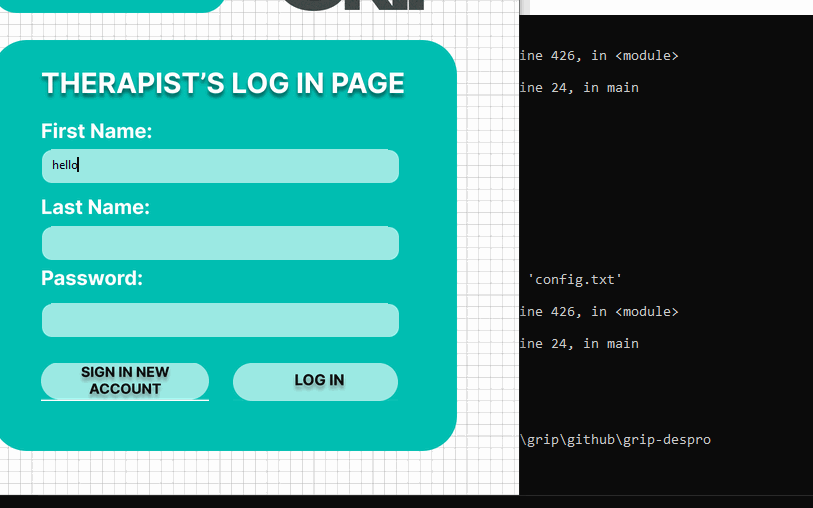 THERAPIST’S LOG IN PAGE
First Name:
hello
Last Name:
Password:
SIGN IN NEW
ACCOUNT
LOG IN
ine 426, in <module>
ine 24, in main
'config.txt'
ine 426, in <module>
ine 24, in main
\grip\github\grip-despro